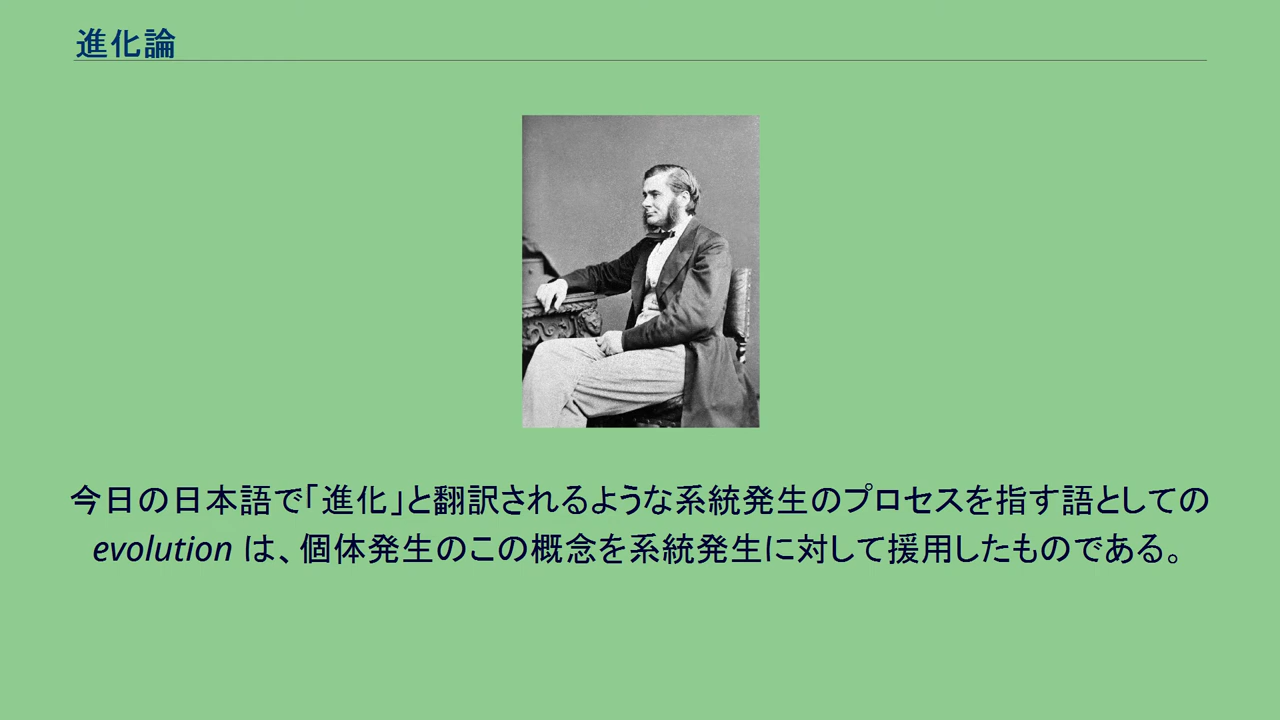 進化論
今日の日本語で「進化」と翻訳されるような系統発生のプロセスを指す語としての
evolution は、個体発生のこの概念を系統発生に対して援用したものである。